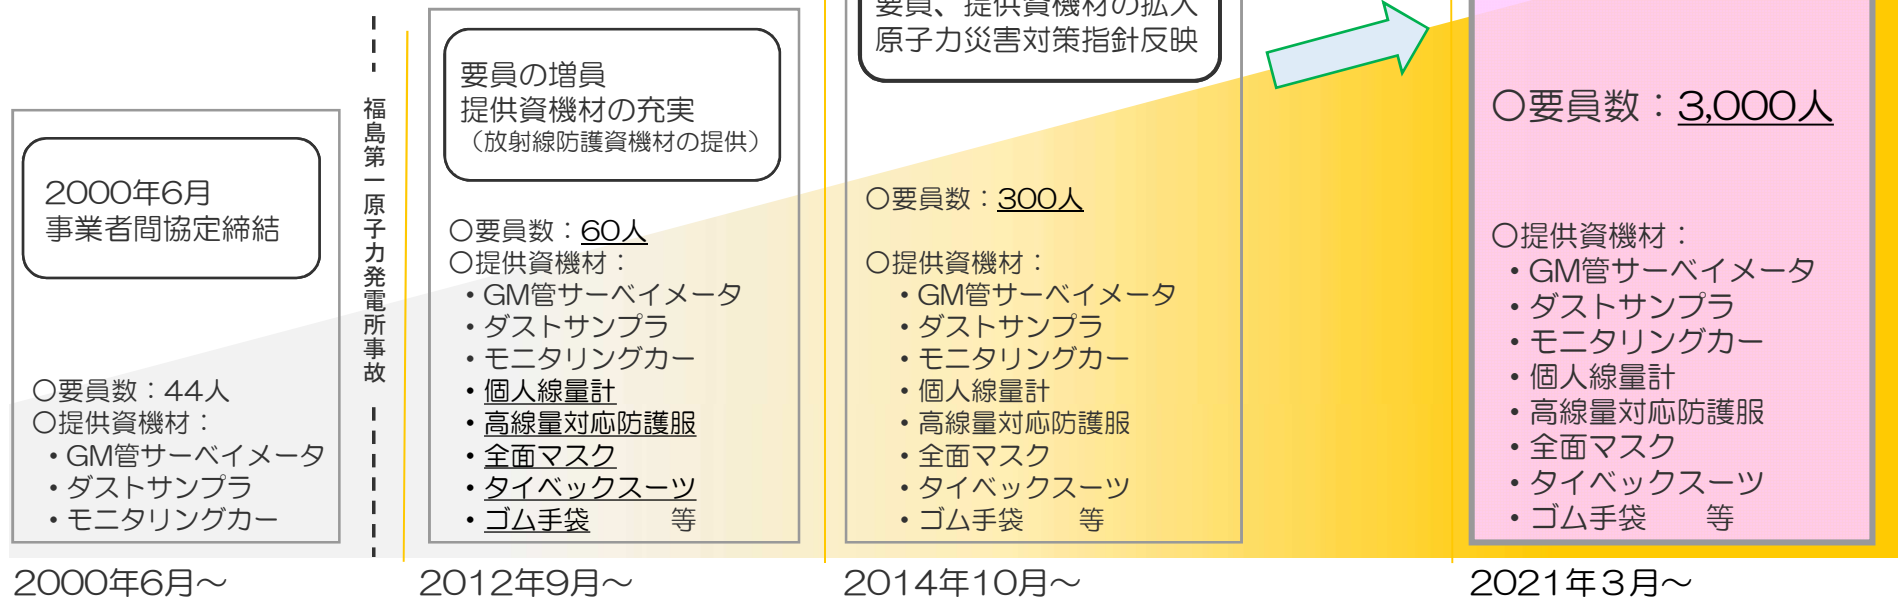 2000年6月
事業者間協定締結
○要員数：44人
○提供資機材：
・GM管サーベイメータ
・ダストサンプラ
・モニタリングカー
2000年6月～
福島第一原子力発電所事故
要員の増員
提供資機材の充実
（放射線防護資機材の提供）
○要員数：60人
○提供資機材：
・GM管サーベイメータ
・ダストサンプラ
・モニタリングカー
・個人線量計
・高線量対応防護服
・全面マスク
・タイベックスーツ
・ゴム手袋　　等
2012年9月～
要員、提供資機材の拡大
原子力災害対策指針反映
○要員数：300人
○提供資機材：
・GM管サーベイメータ
・ダストサンプラ
・モニタリングカー
・個人線量計
・高線量対応防護服
・全面マスク
・タイベックスーツ
・ゴム手袋　　等
2014年10月～
○要員数：3,000人
○提供資機材：
・GM管サーベイメータ
・ダストサンプラ
・モニタリングカー
・個人線量計
・高線量対応防護服
・全面マスク
・タイベックスーツ
・ゴム手袋　　等
2021年３月～